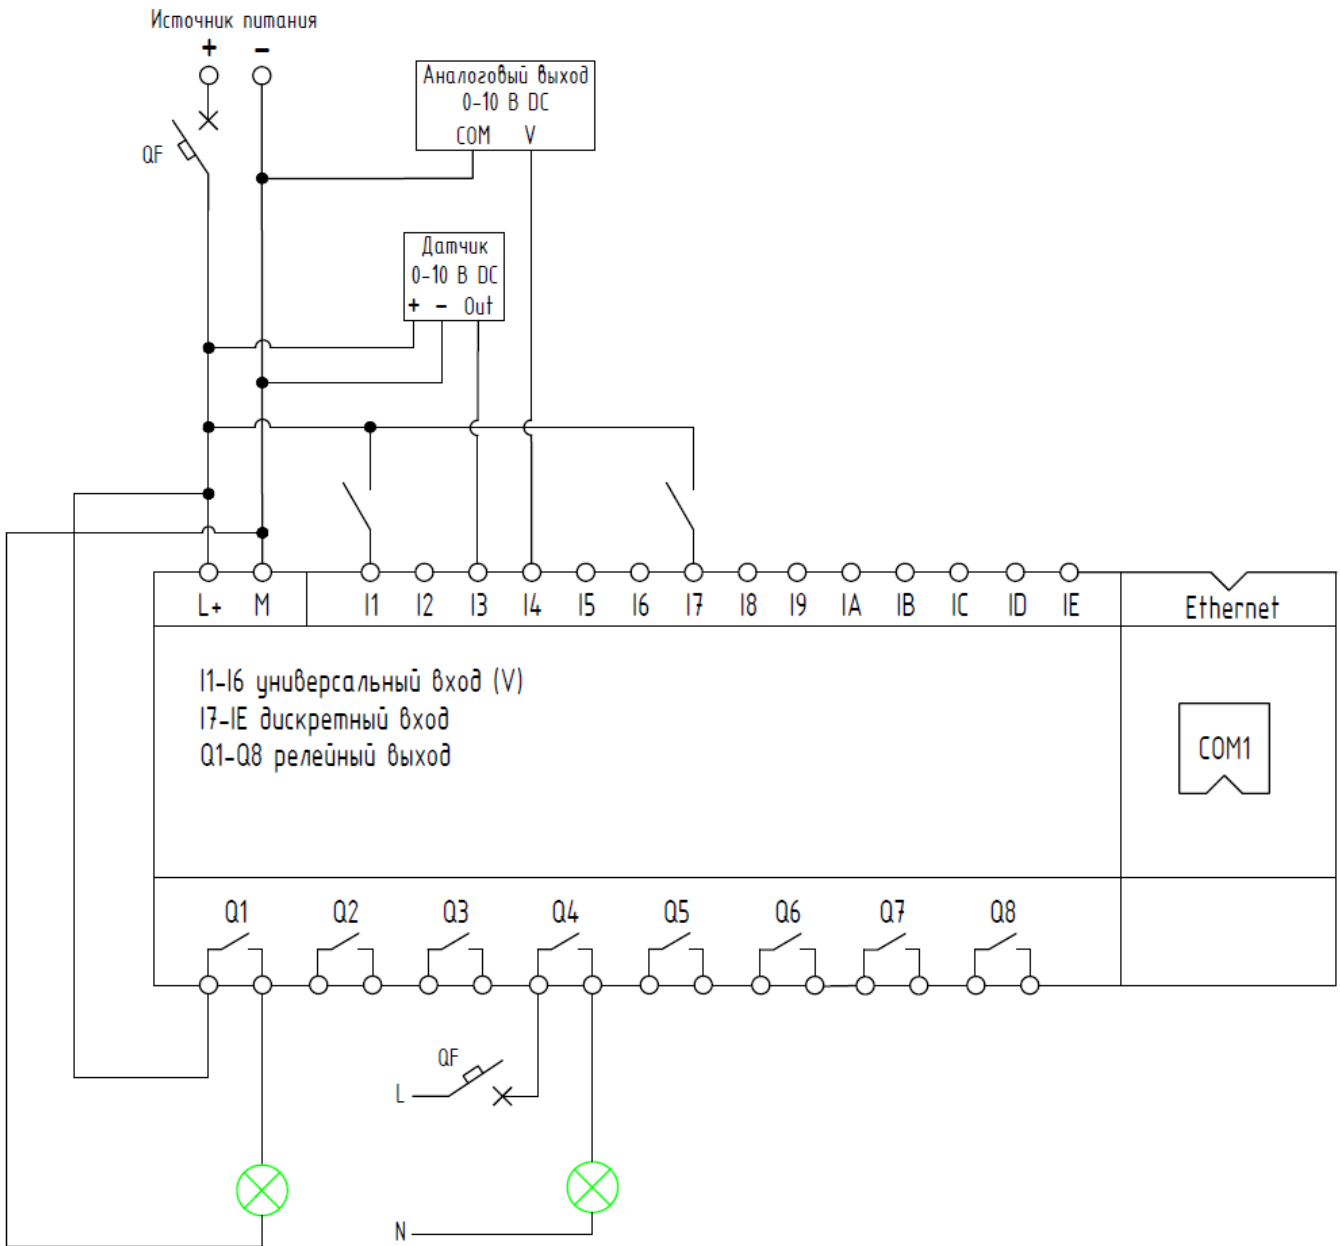 Источник питания
+ −
Аналоговый выход
0-10 В DC
COM V
QF
Датчик
0-10 В DC
+ − Out
L+ M I1 I2 I3 I4 I5 I6 I7 I8 I9 IA IB IC ID IE Ethernet
I1-I6 универсальный вход (V)
I7-IE дискретный вход
Q1-Q8 релейный выход
COM1
Q1 Q2 Q3 Q4 Q5 Q6 Q7 Q8
QF
L
N